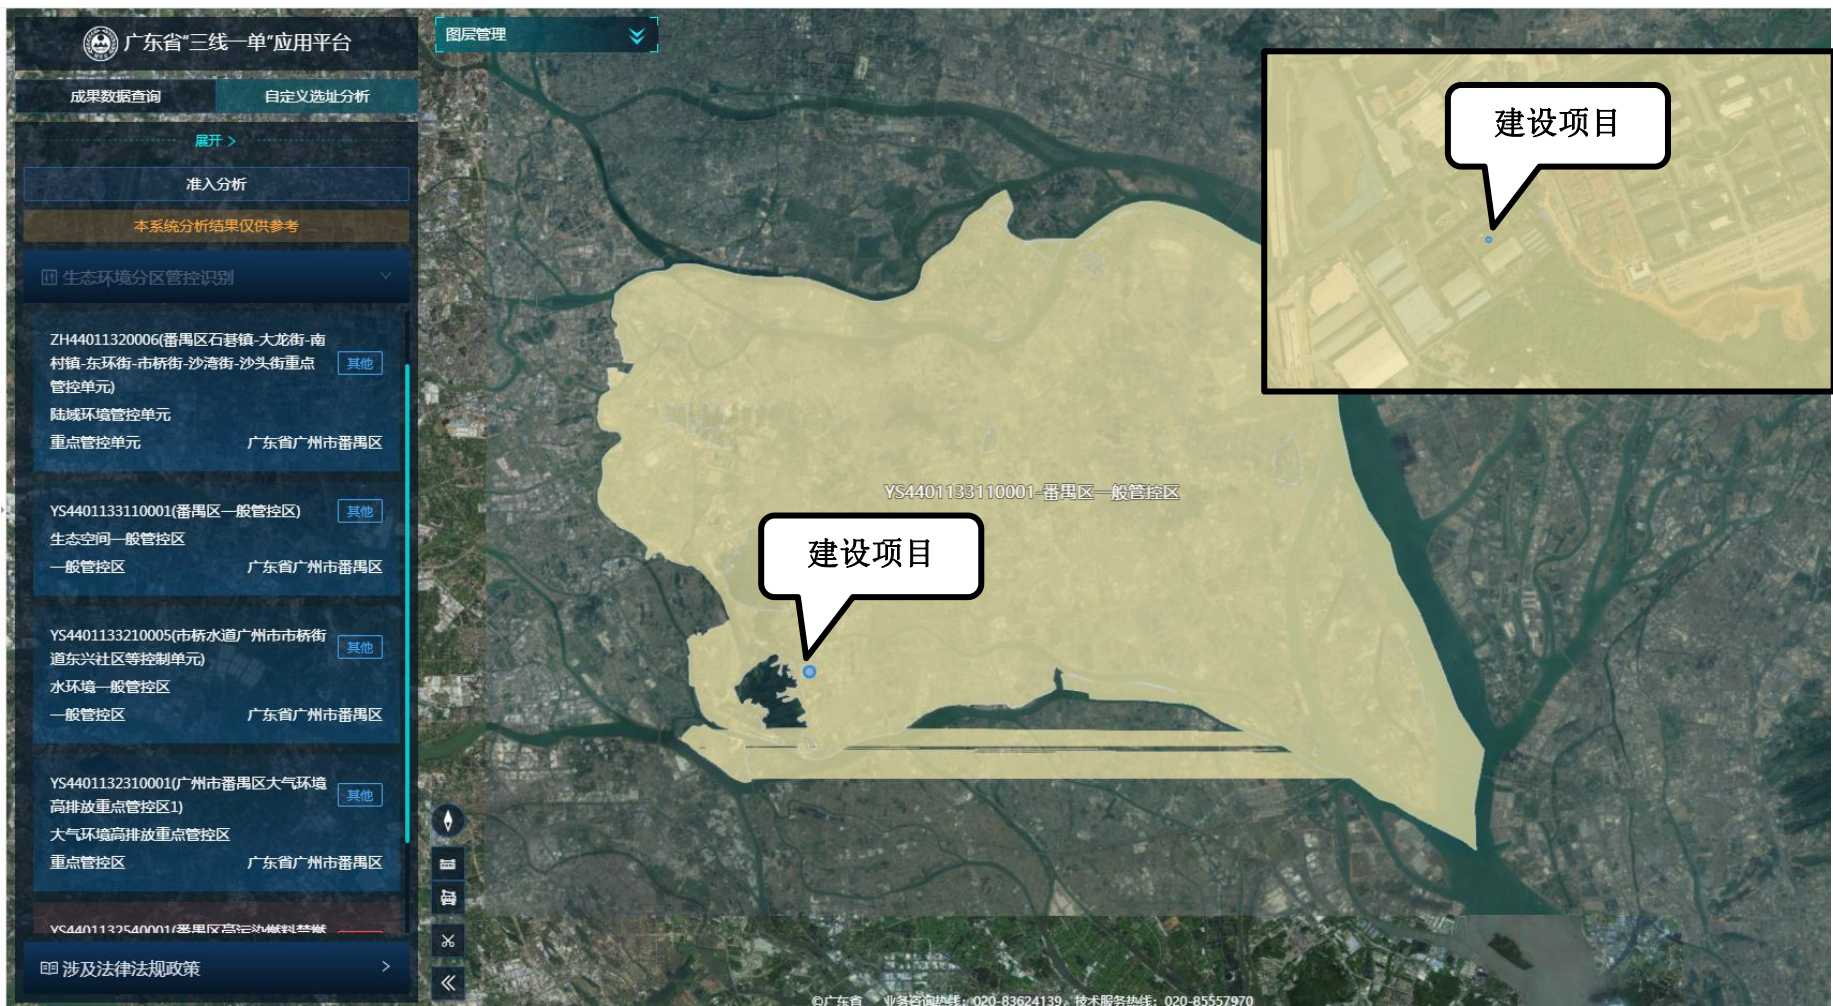 广东省"三线一单"应用平台
成果数据查询
自定义选址分析
展开 >
准入分析
本系统分析结果仅供参考
生态环境分区管控识别
ZH44011320006(番禺区石碁镇-大龙街-南
村镇-东环街-市桥街-沙湾街-沙头街重点
管控单元)
其他
陆域环境管控单元
重点管控单元
广东省广州市番禺区
YS4401133110001(番禺区一般管控区)
其他
生态空间一般管控区
一般管控区
广东省广州市番禺区
YS4401133210005(市桥水道广州市市桥街
道东兴社区等控制单元)
其他
水环境一般管控区
一般管控区
广东省广州市番禺区
YS4401132310001(广州市番禺区大气环境
高排放重点管控区1)
其他
大气环境高排放重点管控区
重点管控区
广东省广州市番禺区
YS4401132540001(番禺区高污染燃料禁燃
涉及法律法规政策
图层管理
建设项目
YS4401133110001-番禺区一般管控区
建设项目
©广东省 业务咨询热线：020-83624139，技术服务热线：020-85557970